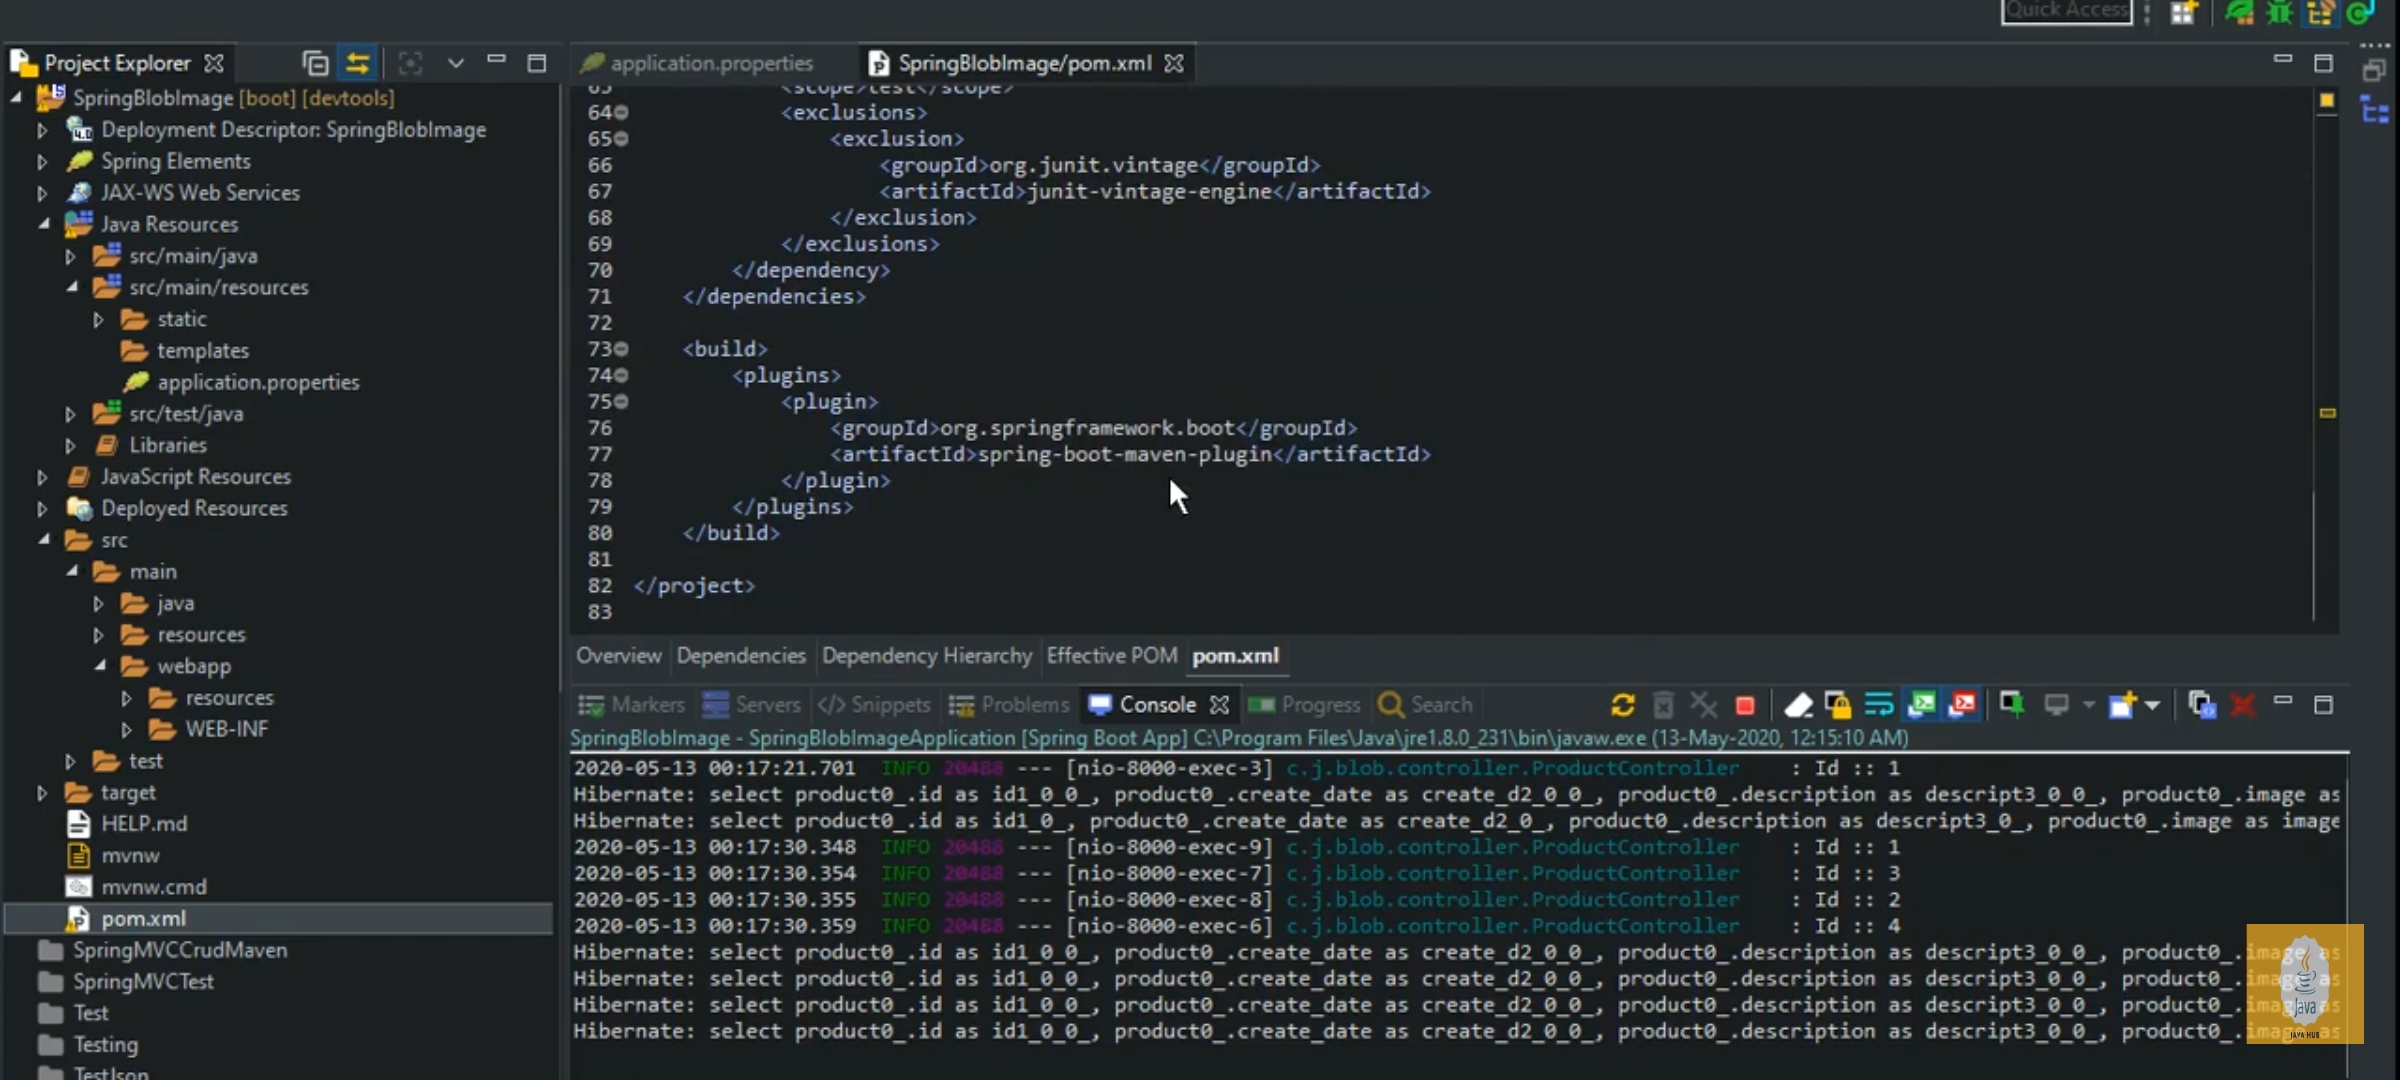 Quick Access
Project Explorer
application.properties
SpringBlobImage/pom.xml
SpringBlobImage [boot] [devtools]
Deployment Descriptor: SpringBlobImage
Spring Elements
JAX-WS Web Services
Java Resources
src/main/java
src/main/resources
static
templates
application.properties
src/test/java
Libraries
JavaScript Resources
Deployed Resources
src
main
java
resources
webapp
resources
WEB-INF
test
target
HELP.md
mvnw
mvnw.cmd
pom.xml
SpringMVCCrudMaven
SpringMVCTest
Test
Testing
TestJson
63 <scope>test</scope>
64 <exclusions>
65 <exclusion>
66 <groupId>org.junit.vintage</groupId>
67 <artifactId>junit-vintage-engine</artifactId>
68 </exclusion>
69 </exclusions>
70 </dependency>
71 </dependencies>
72
73 <build>
74 <plugins>
75 <plugin>
76 <groupId>org.springframework.boot</groupId>
77 <artifactId>spring-boot-maven-plugin</artifactId>
78 </plugin>
79 </plugins>
80 </build>
81
82 </project>
83
Overview Dependencies Dependency Hierarchy Effective POM pom.xml
Markers Servers Snippets Problems Console Progress Search
SpringBlobImage - SpringBlobImageApplication [Spring Boot App] C:\Program Files\Java\jre1.8.0_231\bin\javaw.exe (13-May-2020, 12:15:10 AM)
2020-05-13 00:17:21.701 INFO 20488 --- [nio-8000-exec-3] c.j.blob.controller.ProductController : Id :: 1
Hibernate: select product0_.id as id1_0_0_, product0_.create_date as create_d2_0_0_, product0_.description as descript3_0_0_, product0_.image as
Hibernate: select product0_.id as id1_0_, product0_.create_date as create_d2_0_, product0_.description as descript3_0_, product0_.image as image
2020-05-13 00:17:30.348 INFO 20488 --- [nio-8000-exec-9] c.j.blob.controller.ProductController : Id :: 1
2020-05-13 00:17:30.354 INFO 20488 --- [nio-8000-exec-7] c.j.blob.controller.ProductController : Id :: 3
2020-05-13 00:17:30.355 INFO 20488 --- [nio-8000-exec-8] c.j.blob.controller.ProductController : Id :: 2
2020-05-13 00:17:30.359 INFO 20488 --- [nio-8000-exec-6] c.j.blob.controller.ProductController : Id :: 4
Hibernate: select product0_.id as id1_0_0_, product0_.create_date as create_d2_0_0_, product0_.description as descript3_0_0_, product0_.image as
Hibernate: select product0_.id as id1_0_0_, product0_.create_date as create_d2_0_0_, product0_.description as descript3_0_0_, product0_.image as
Hibernate: select product0_.id as id1_0_0_, product0_.create_date as create_d2_0_0_, product0_.description as descript3_0_0_, product0_.image as
Hibernate: select product0_.id as id1_0_0_, product0_.create_date as create_d2_0_0_, product0_.description as descript3_0_0_, product0_.image as
Java
JAVA HUB